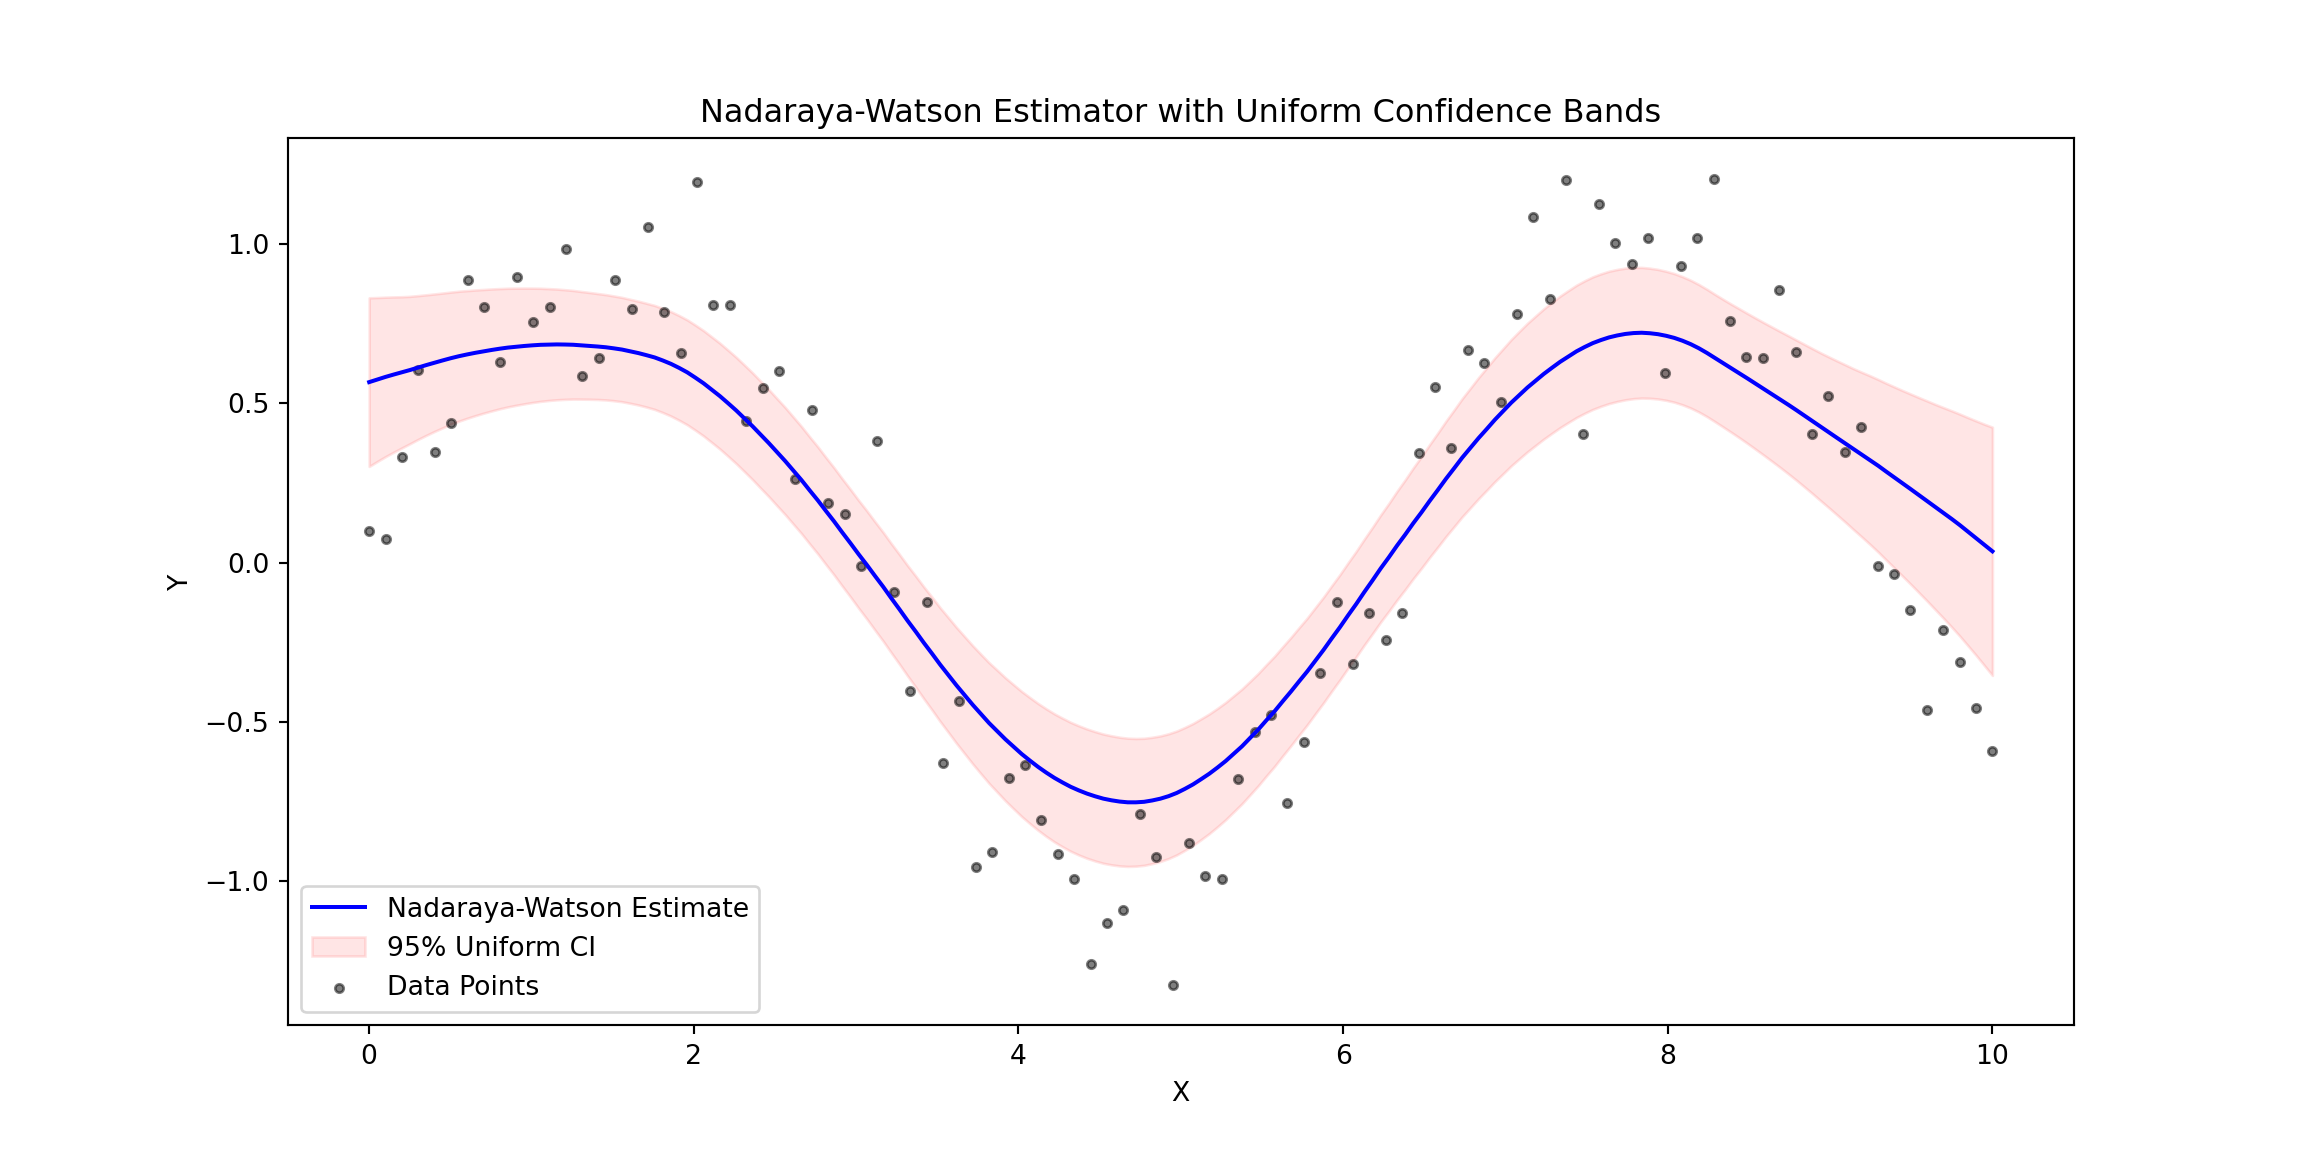 Nadaraya-Watson Estimator with Uniform Confidence Bands
1.0
0.5
0.0
−0.5
−1.0
Y
Nadaraya-Watson Estimate
95% Uniform CI
Data Points
0 2 4 6 8 10
X